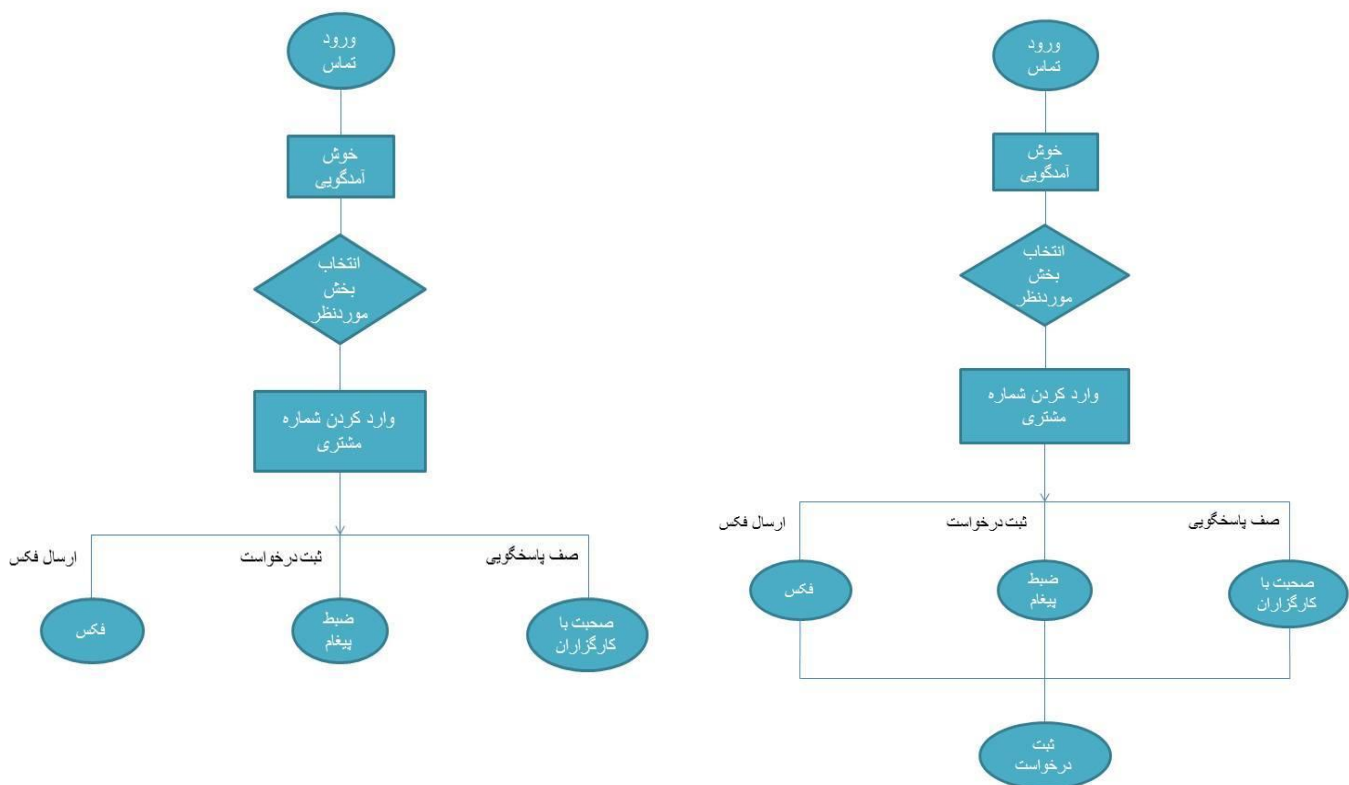 ورود
تماس
خوش
آمدگویی
انتخاب
بخش
موردنظر
وارد کردن شماره
مشتری
صف پاسخگویی
ثبت درخواست
ارسال فکس
صحبت با
کارگزاران
ضبط
پیغام
فکس
ثبت
درخواست
ورود
تماس
خوش
آمدگویی
انتخاب
بخش
موردنظر
وارد کردن شماره
مشتری
صف پاسخگویی
ثبت درخواست
ارسال فکس
صحبت با
کارگزاران
ضبط
پیغام
فکس